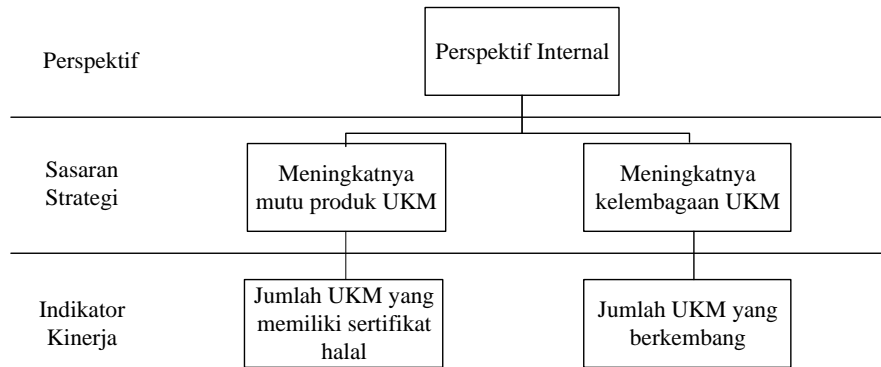 Perspektif
Perspektif Internal
Sasaran
Strategi
Meningkatnya
mutu produk UKM
Meningkatnya
kelembagaan UKM
Indikator
Kinerja
Jumlah UKM yang
memiliki sertifikat
halal
Jumlah UKM yang
berkembang